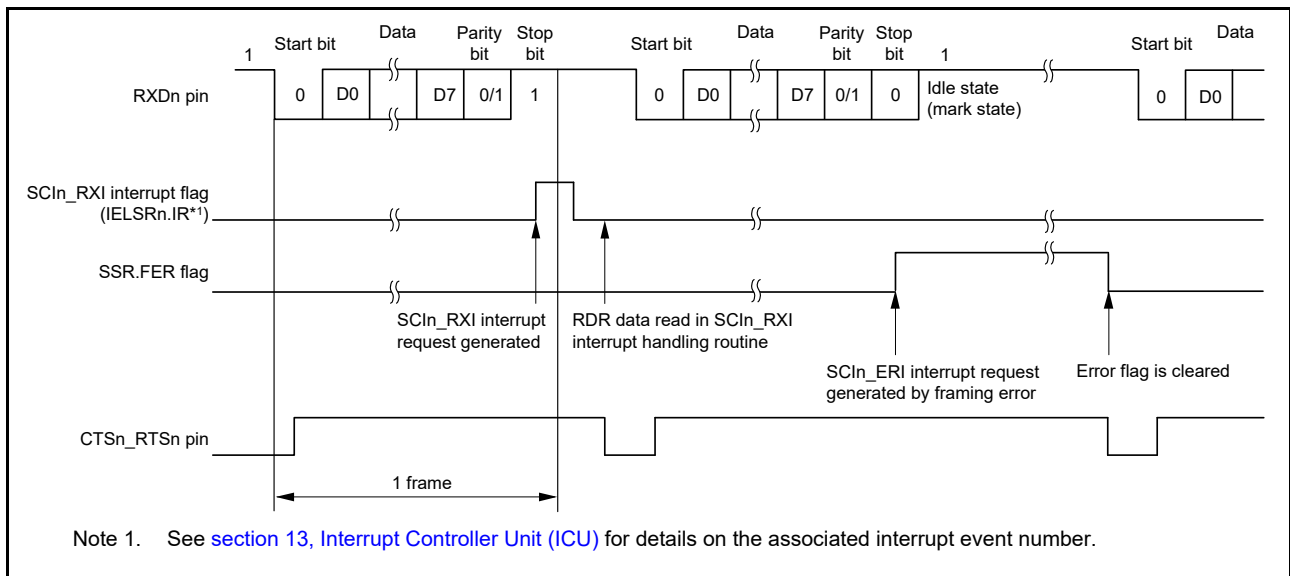 1
Start bit
Data
Parity
bit
Stop
bit
Start bit
Data
Parity
bit
Stop
bit
1
Start bit
Data
RXDn pin
0
D0
D7
0/1
1
0
D0
D7
0/1
0
Idle state
(mark state)
0
D0
SCIn_RXI interrupt flag
(IELSRn.IR*1)
SSR.FER flag
SCIn_RXI interrupt
request generated
RDR data read in SCIn_RXI
interrupt handling routine
SCIn_ERI interrupt request
generated by framing error
Error flag is cleared
CTSn_RTSn pin
1 frame
Note 1. See section 13, Interrupt Controller Unit (ICU) for details on the associated interrupt event number.